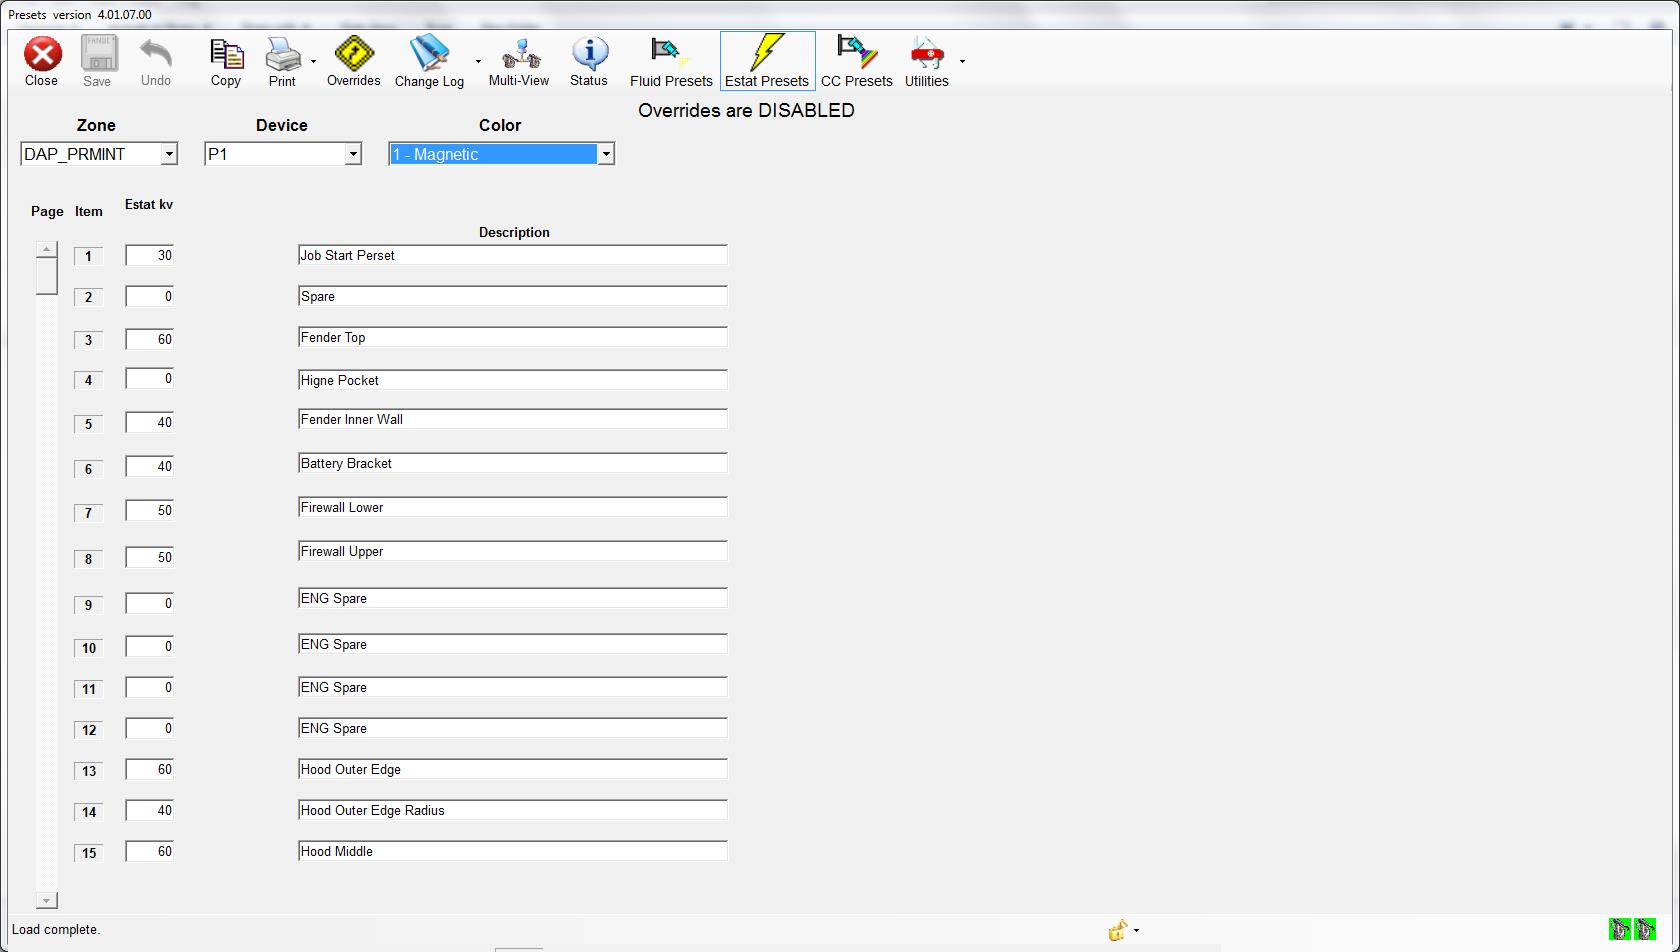 Presets version 4.01.07.00
Close Save Undo Copy Print Overrides Change Log Multi-View Status Fluid Presets Estat Presets CC Presets Utilities
FANUC
Overrides are DISABLED
Zone Device Color
DAP_PRMINT P1 1 - Magnetic
Page Item Estat kv
Description
1 30 Job Start Perset
2 0 Spare
3 60 Fender Top
4 0 Higne Pocket
5 40 Fender Inner Wall
6 40 Battery Bracket
7 50 Firewall Lower
8 50 Firewall Upper
9 0 ENG Spare
10 0 ENG Spare
11 0 ENG Spare
12 0 ENG Spare
13 60 Hood Outer Edge
14 40 Hood Outer Edge Radius
15 60 Hood Middle
Load complete.